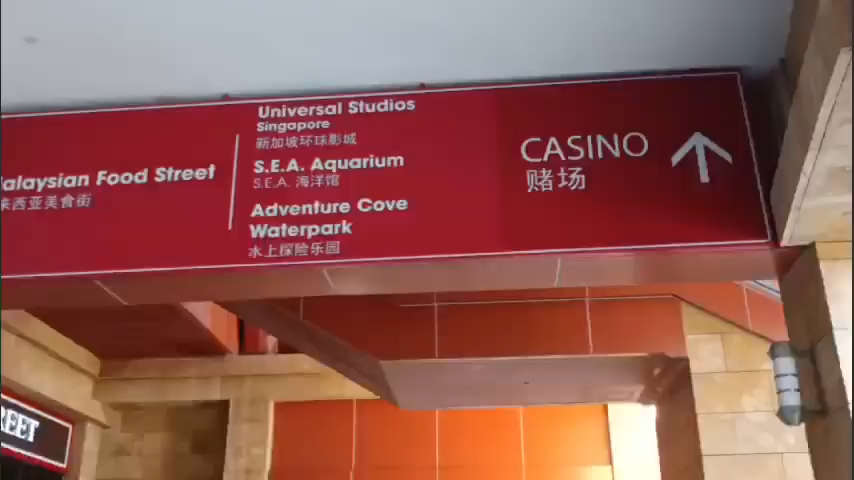 alaysian Food Street
来西亚美食街
Universal Studios
Singapore
新加坡环球影城
S.E.A. Aquarium
S.E.A. 海洋馆
Adventure Cove
Waterpark
水上探险乐园
CASINO
赌场
REET